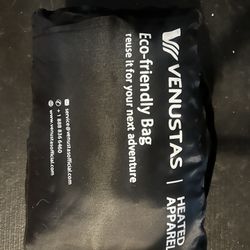 VENUSTAS | HEATED APPAREL
Eco-friendly Bag
reuse it for your next adventure
service@venustasofficial.com
+ 1 888 836 6460
www.venustasofficial.com